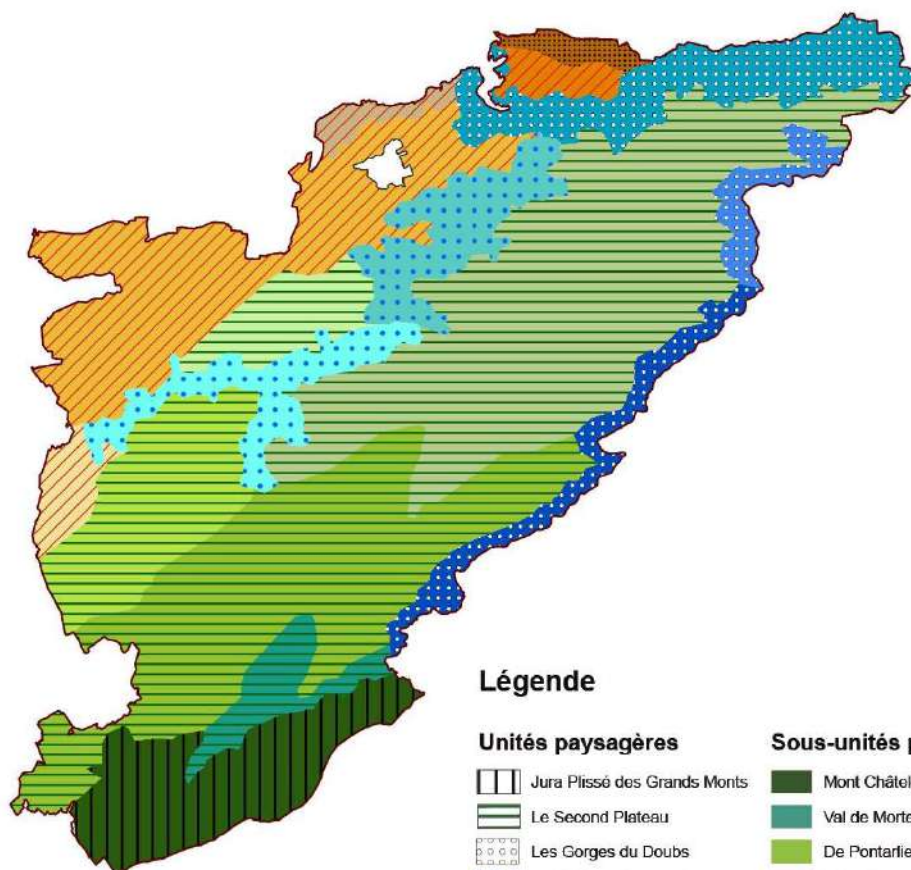 Légende
Unités paysagères
Jura Plissé des Grands Monts
Le Second Plateau
Les Gorges du Doubs
Sous-unités p
Mont Châtel
Val de Morte
De Pontarlie